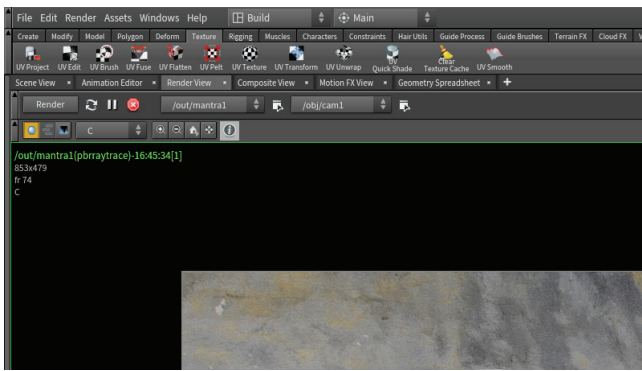 File Edit Render Assets Windows Help Build Main
Create Modify Model Polygon Deform Texture Rigging Muscles Characters Constraints Hair Utils Guide Process Guide Brushes Terrain FX Cloud FX
UV Project UV Edit UV Brush UV Fuse UV Flatten UV Pelt UV Texture UV Transform UV Unwrap UV Quick Shade Clear Texture Cache UV Smooth
Scene View Animation Editor Render View Composite View Motion FX View Geometry Spreadsheet +
Render /out/mantra1 /obj/cam1
C
/out/mantra1(pbrraytrace)-16:45:34[1]
853x479
fr 74
C